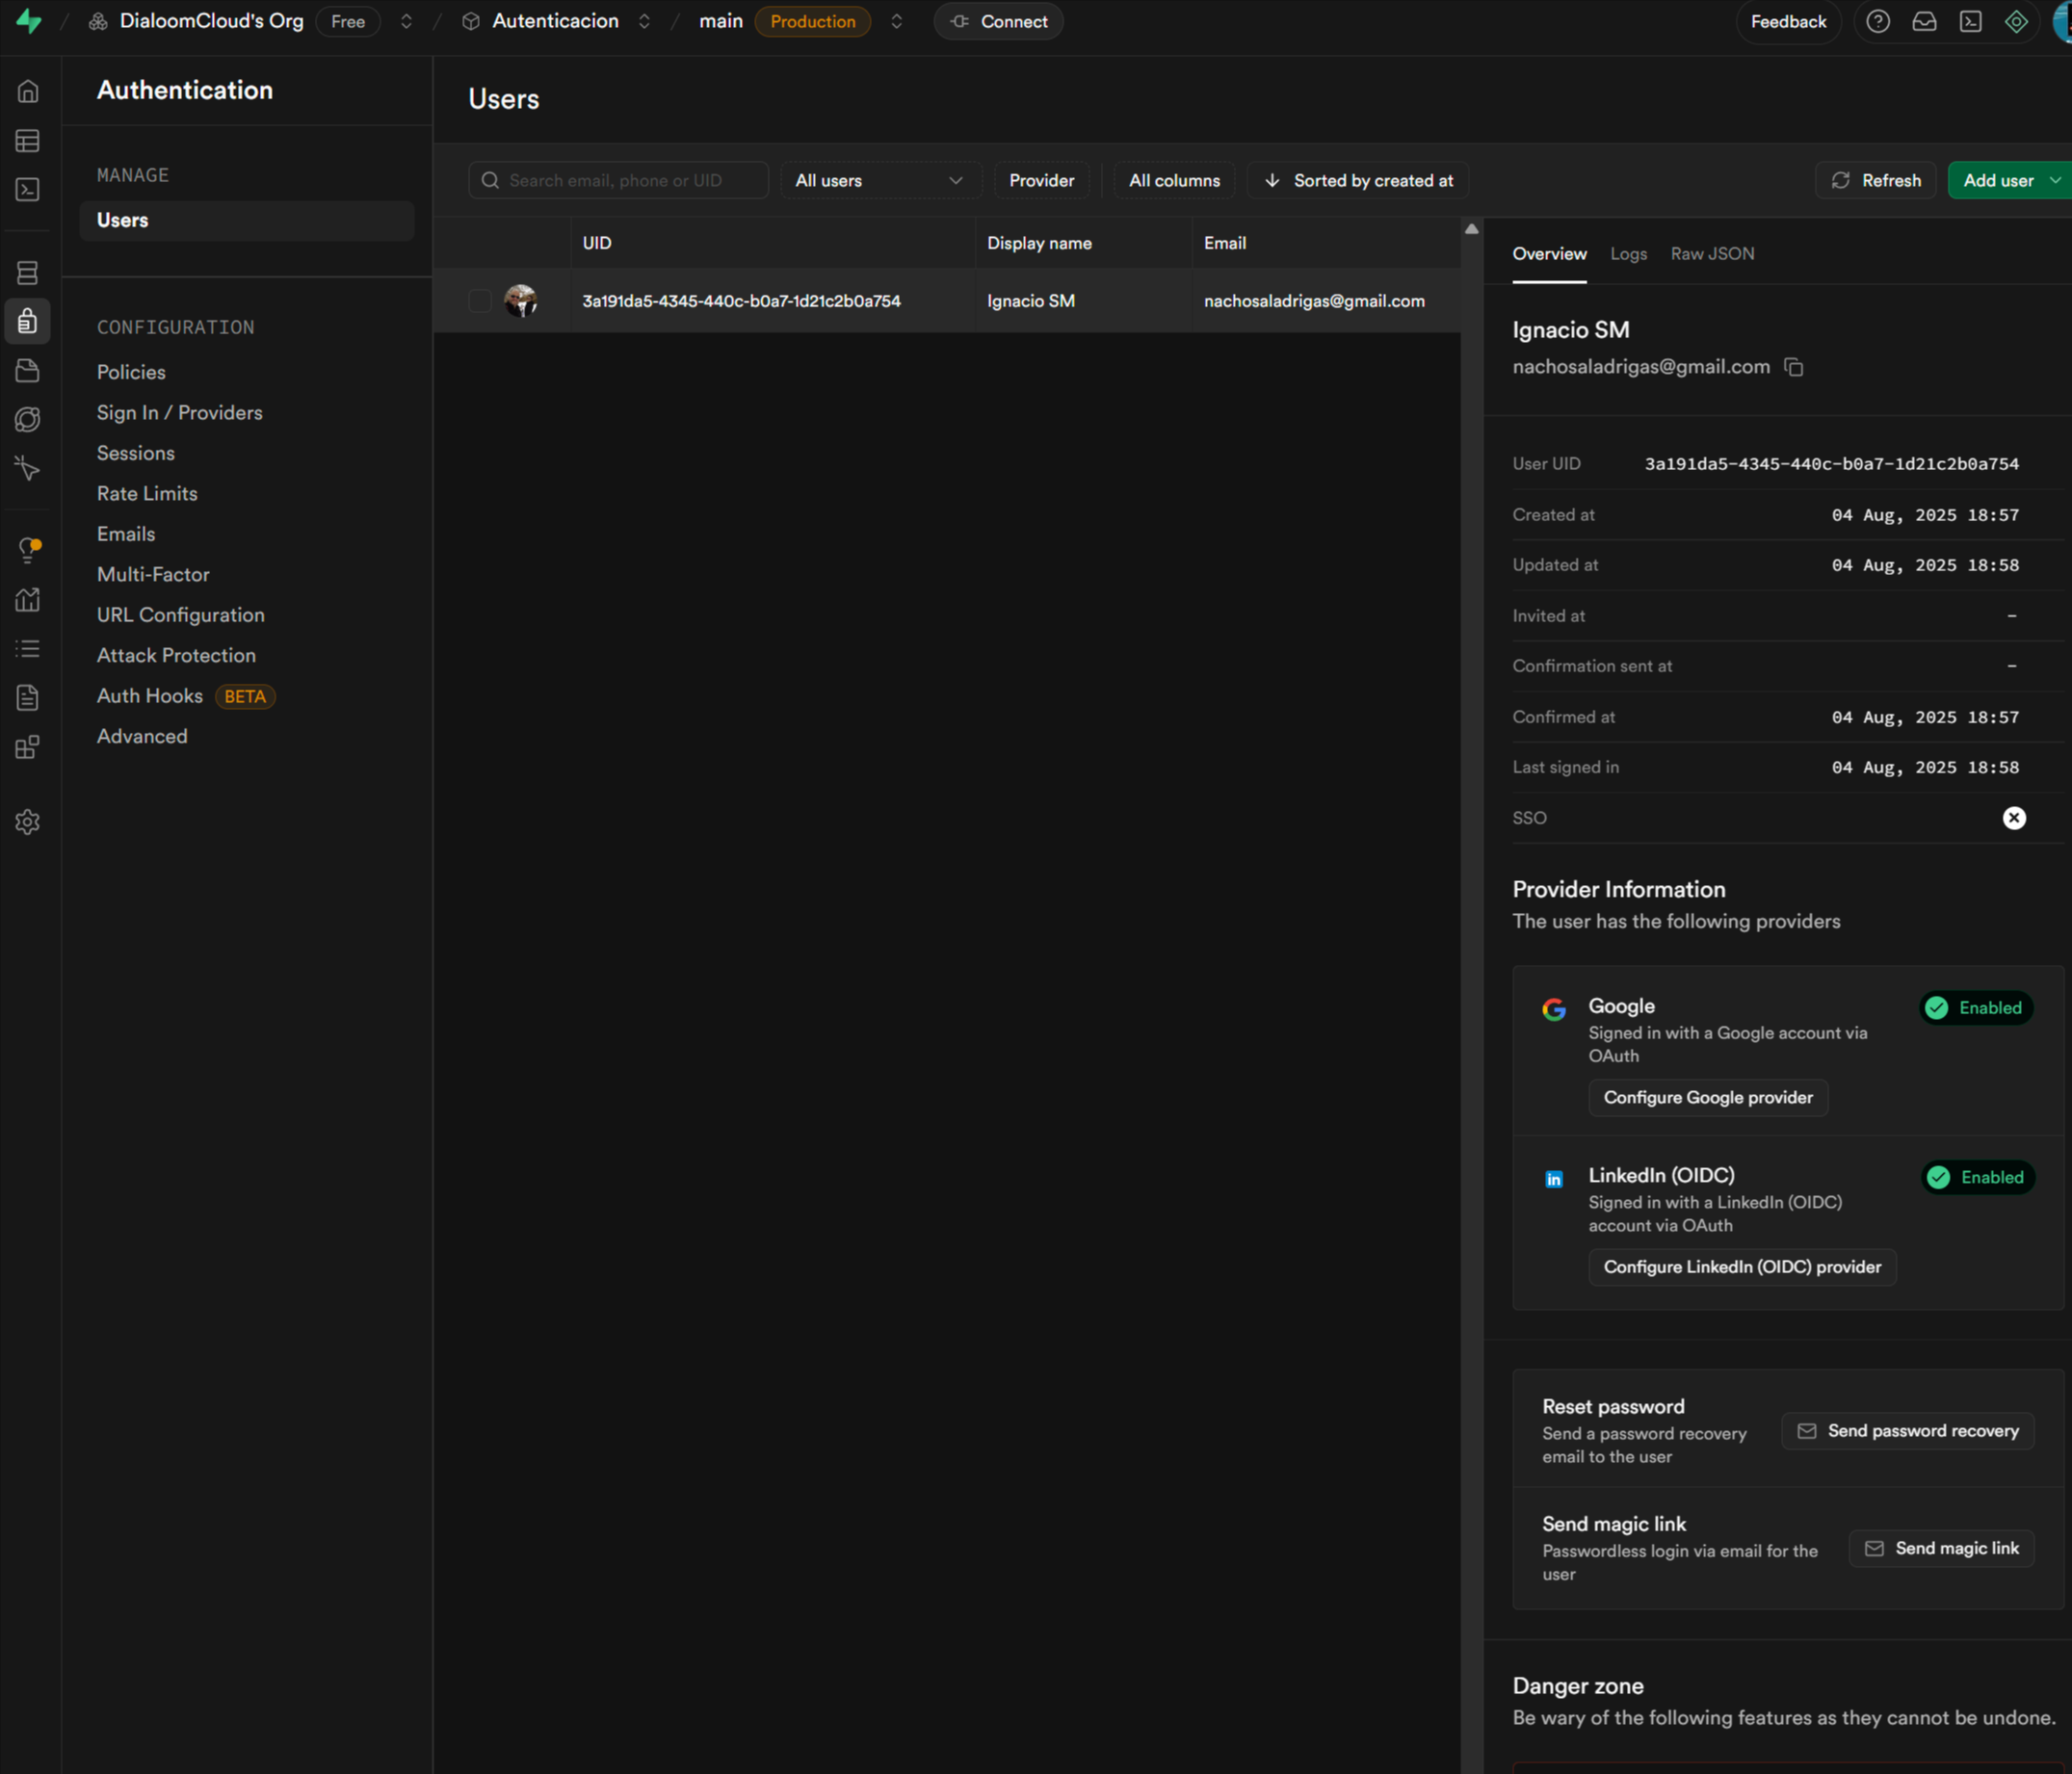 DialoomCloud's Org Free
Autenticacion
main Production
Connect
Feedback
Authentication
MANAGE
Users
CONFIGURATION
Policies
Sign In / Providers
Sessions
Rate Limits
Emails
Multi-Factor
URL Configuration
Attack Protection
Auth Hooks BETA
Advanced
Users
Search email, phone or UID
All users
Provider
All columns
Sorted by created at
Refresh
Add user
UID Display name Email
3a191da5-4345-440c-b0a7-1d21c2b0a754 Ignacio SM nachosaladrigas@gmail.com
Overview Logs Raw JSON
Ignacio SM
nachosaladrigas@gmail.com
User UID 3a191da5-4345-440c-b0a7-1d21c2b0a754
Created at 04 Aug, 2025 18:57
Updated at 04 Aug, 2025 18:58
Invited at -
Confirmation sent at -
Confirmed at 04 Aug, 2025 18:57
Last signed in 04 Aug, 2025 18:58
SSO
Provider Information
The user has the following providers
Google Enabled
Signed in with a Google account via
OAuth
Configure Google provider
in LinkedIn (OIDC) Enabled
Signed in with a LinkedIn (OIDC)
account via OAuth
Configure LinkedIn (OIDC) provider
Reset password
Send a password recovery
email to the user
Send password recovery
Send magic link
Passwordless login via email for the
user
Send magic link
Danger zone
Be wary of the following features as they cannot be undone.